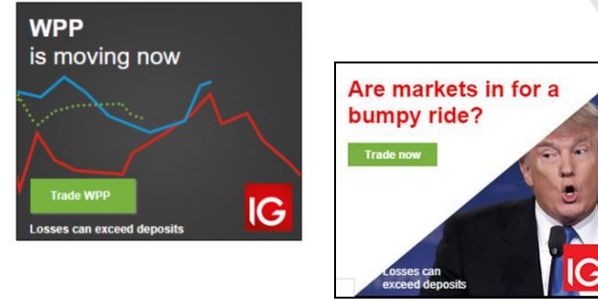 WPP
is moving now
Trade WPP
IG
Losses can exceed deposits
Are markets in for a
bumpy ride?
Trade now
Losses can
exceed deposits
IG